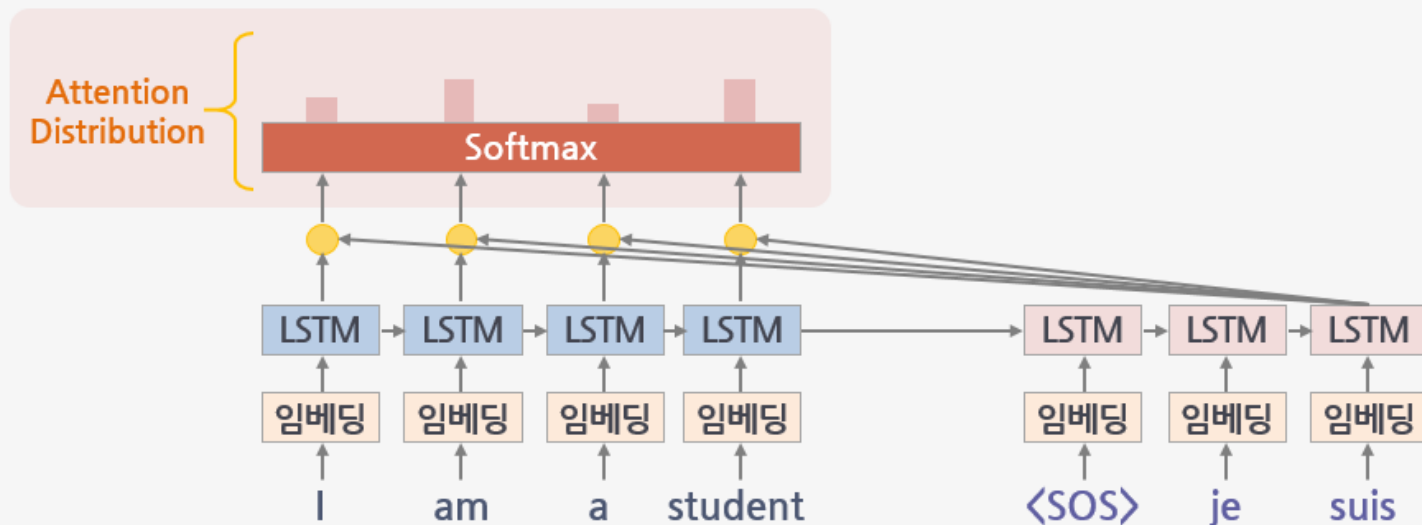 Attention
Distribution
Softmax
LSTM LSTM LSTM LSTM LSTM LSTM LSTM
임베딩 임베딩 임베딩 임베딩 임베딩 임베딩 임베딩
I am a student <SOS> je suis